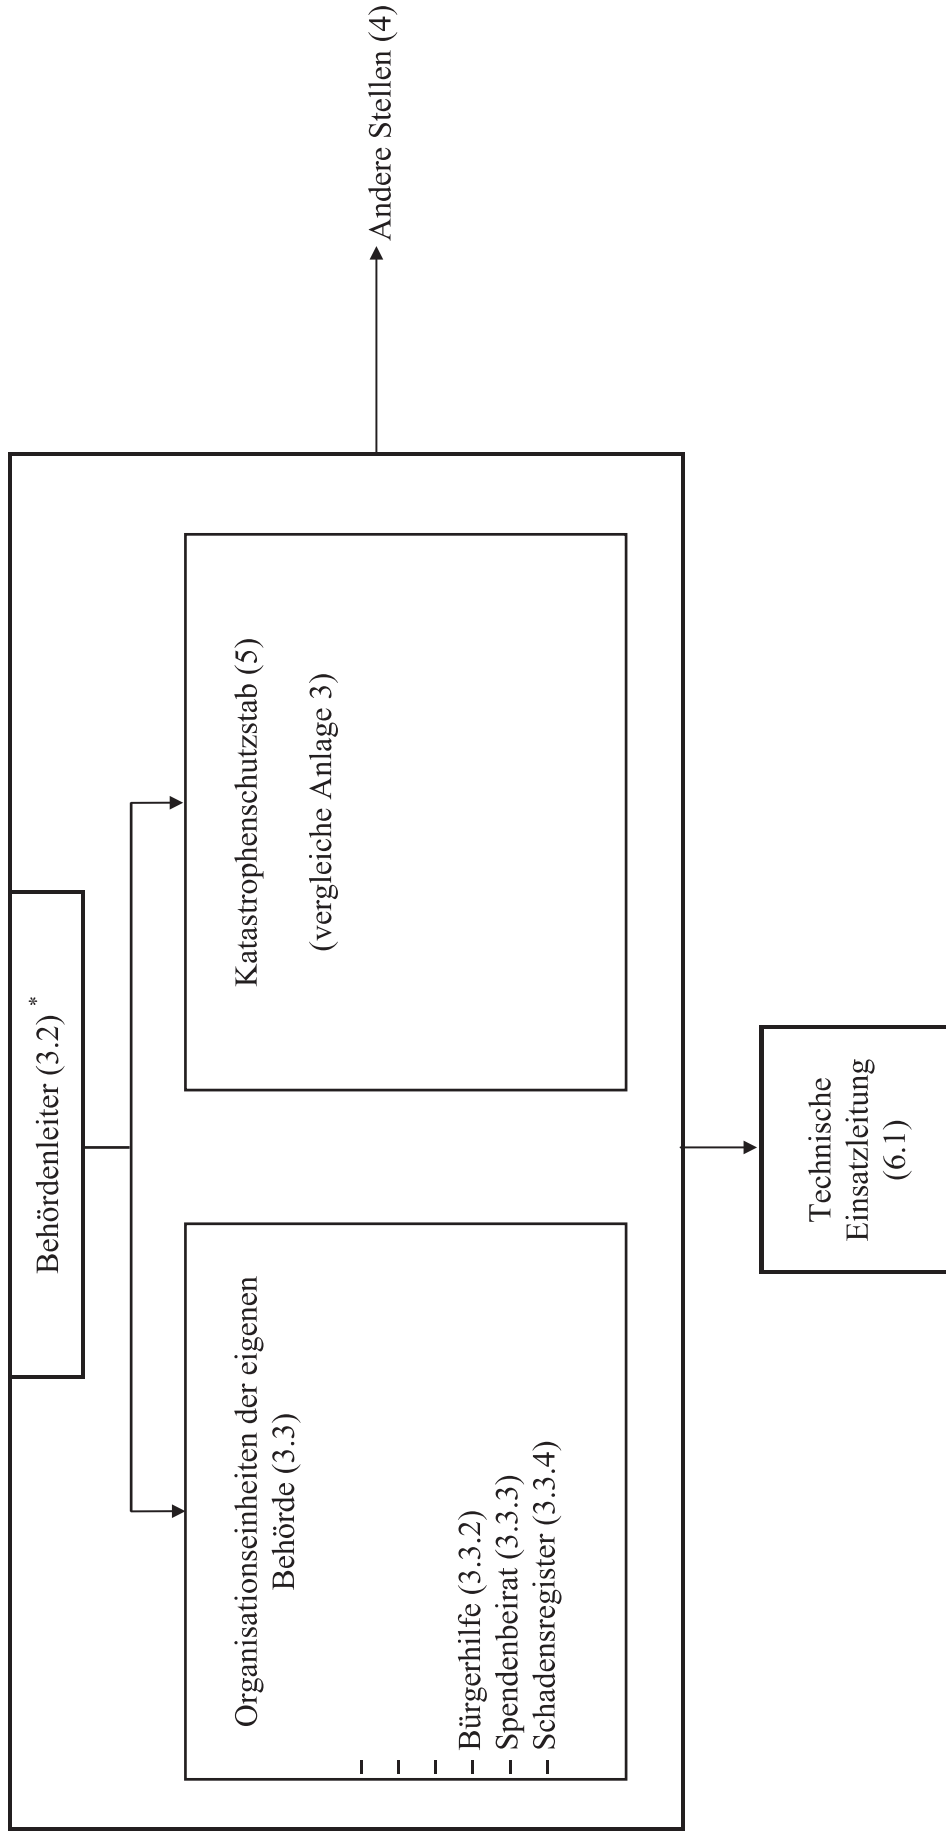 Behördenleiter (3.2) *
Organisationseinheiten der eigenen
Behörde (3.3)
–
–
–
– Bürgerhilfe (3.3.2)
– Spendenbeirat (3.3.3)
– Schadensregister (3.3.4)
Katastrophenschutzstab (5)
(vergleiche Anlage 3)
Andere Stellen (4)
Technische
Einsatzleitung
(6.1)